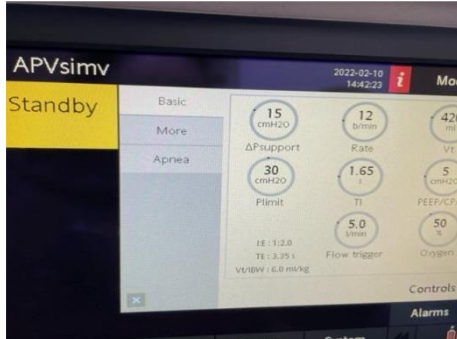 APVsimv
2022-02-10
14:42:23
i
Mo
Standby
Basic
More
Apnea
15
cmH2O
ΔPsupport
12
b/min
Rate
420
ml
Vt
30
cmH2O
Plimit
1.65
s
TI
5
cmH2O
PEEP/CP
5.0
l/min
Flow trigger
50
%
Oxygen
I:E : 1:2.0
TE : 3.35 s
Vt/IBW : 6.0 ml/kg
Controls
Alarms
System